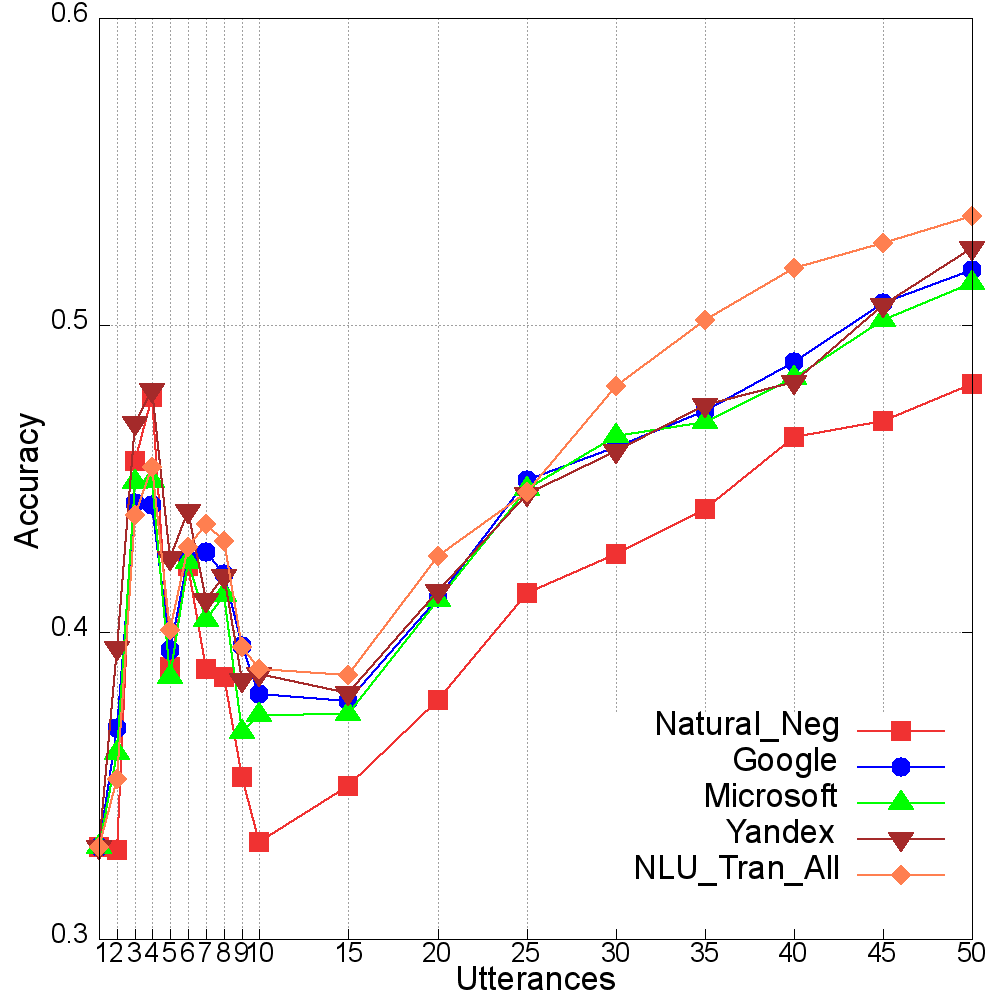 0.6
0.5
0.4
0.3
Accuracy
Natural_Neg
Google
Microsoft
Yandex
NLU_Tran_All
1 2 3 4 5 6 7 8 9 10 15 20 25 30 35 40 45 50
Utterances